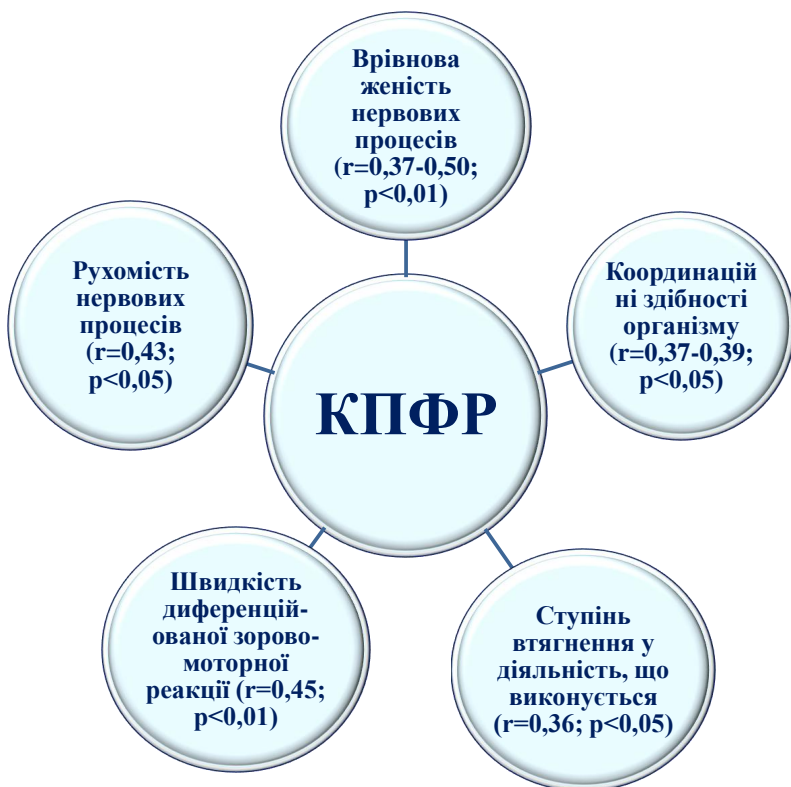 Врівнова
женість
нервових
процесів
(r=0,37-0,50;
p<0,01)
Рухомість
нервових
процесів
(r=0,43;
p<0,05)
Координацій
ні здібності
організму
(r=0,37-0,39;
p<0,05)
КПФР
Швидкість
диференцій-
ованої зорово-
моторної
реакції (r=0,45;
p<0,01)
Ступінь
втягнення у
діяльність, що
виконується
(r=0,36; p<0,05)